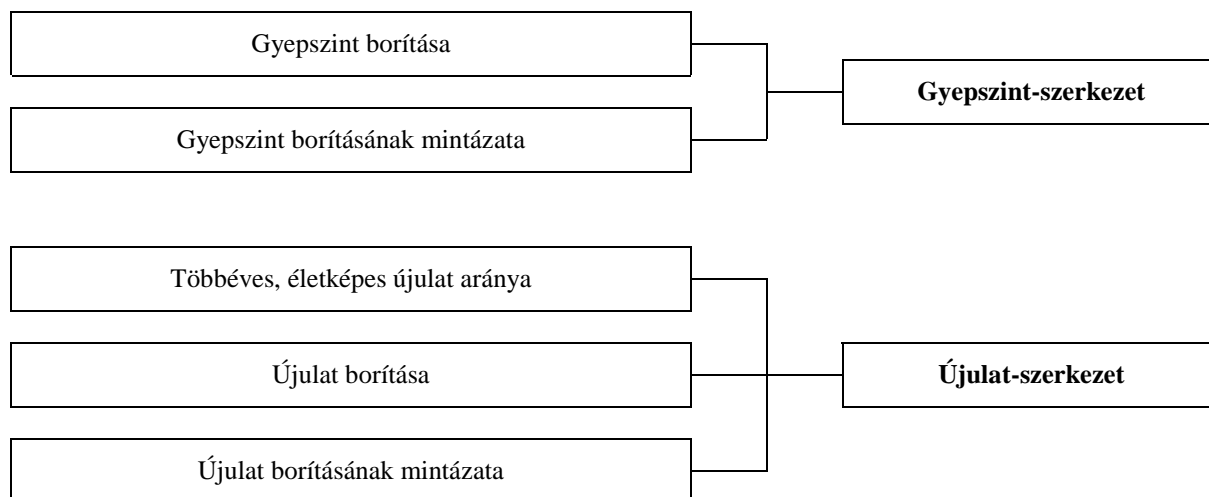 Gyepszint borítása
Gyepszint-szerkezet
Gyepszint borításának mintázata
Többéves, életképes újulat aránya
Újulat borítása
Újulat-szerkezet
Újulat borításának mintázata